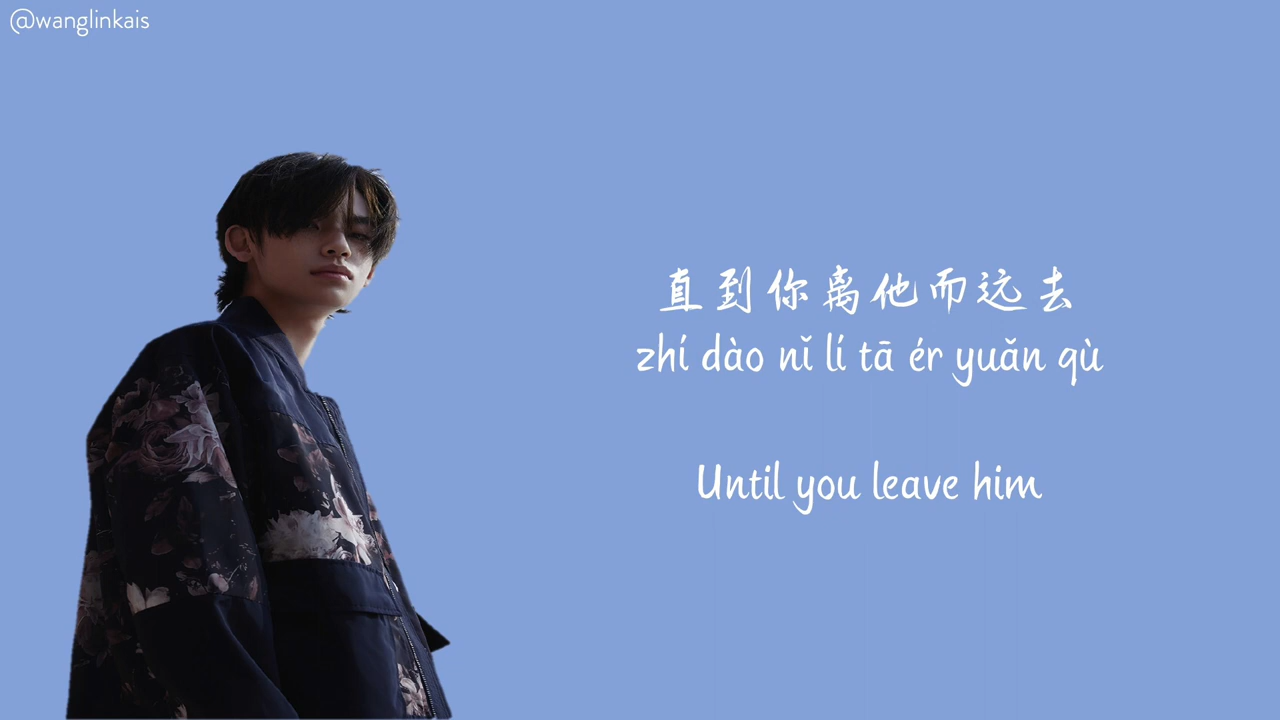 @wanglinkais
直到你离他而远去
zhí dào nǐ lí tā ér yuǎn qù
Until you leave him